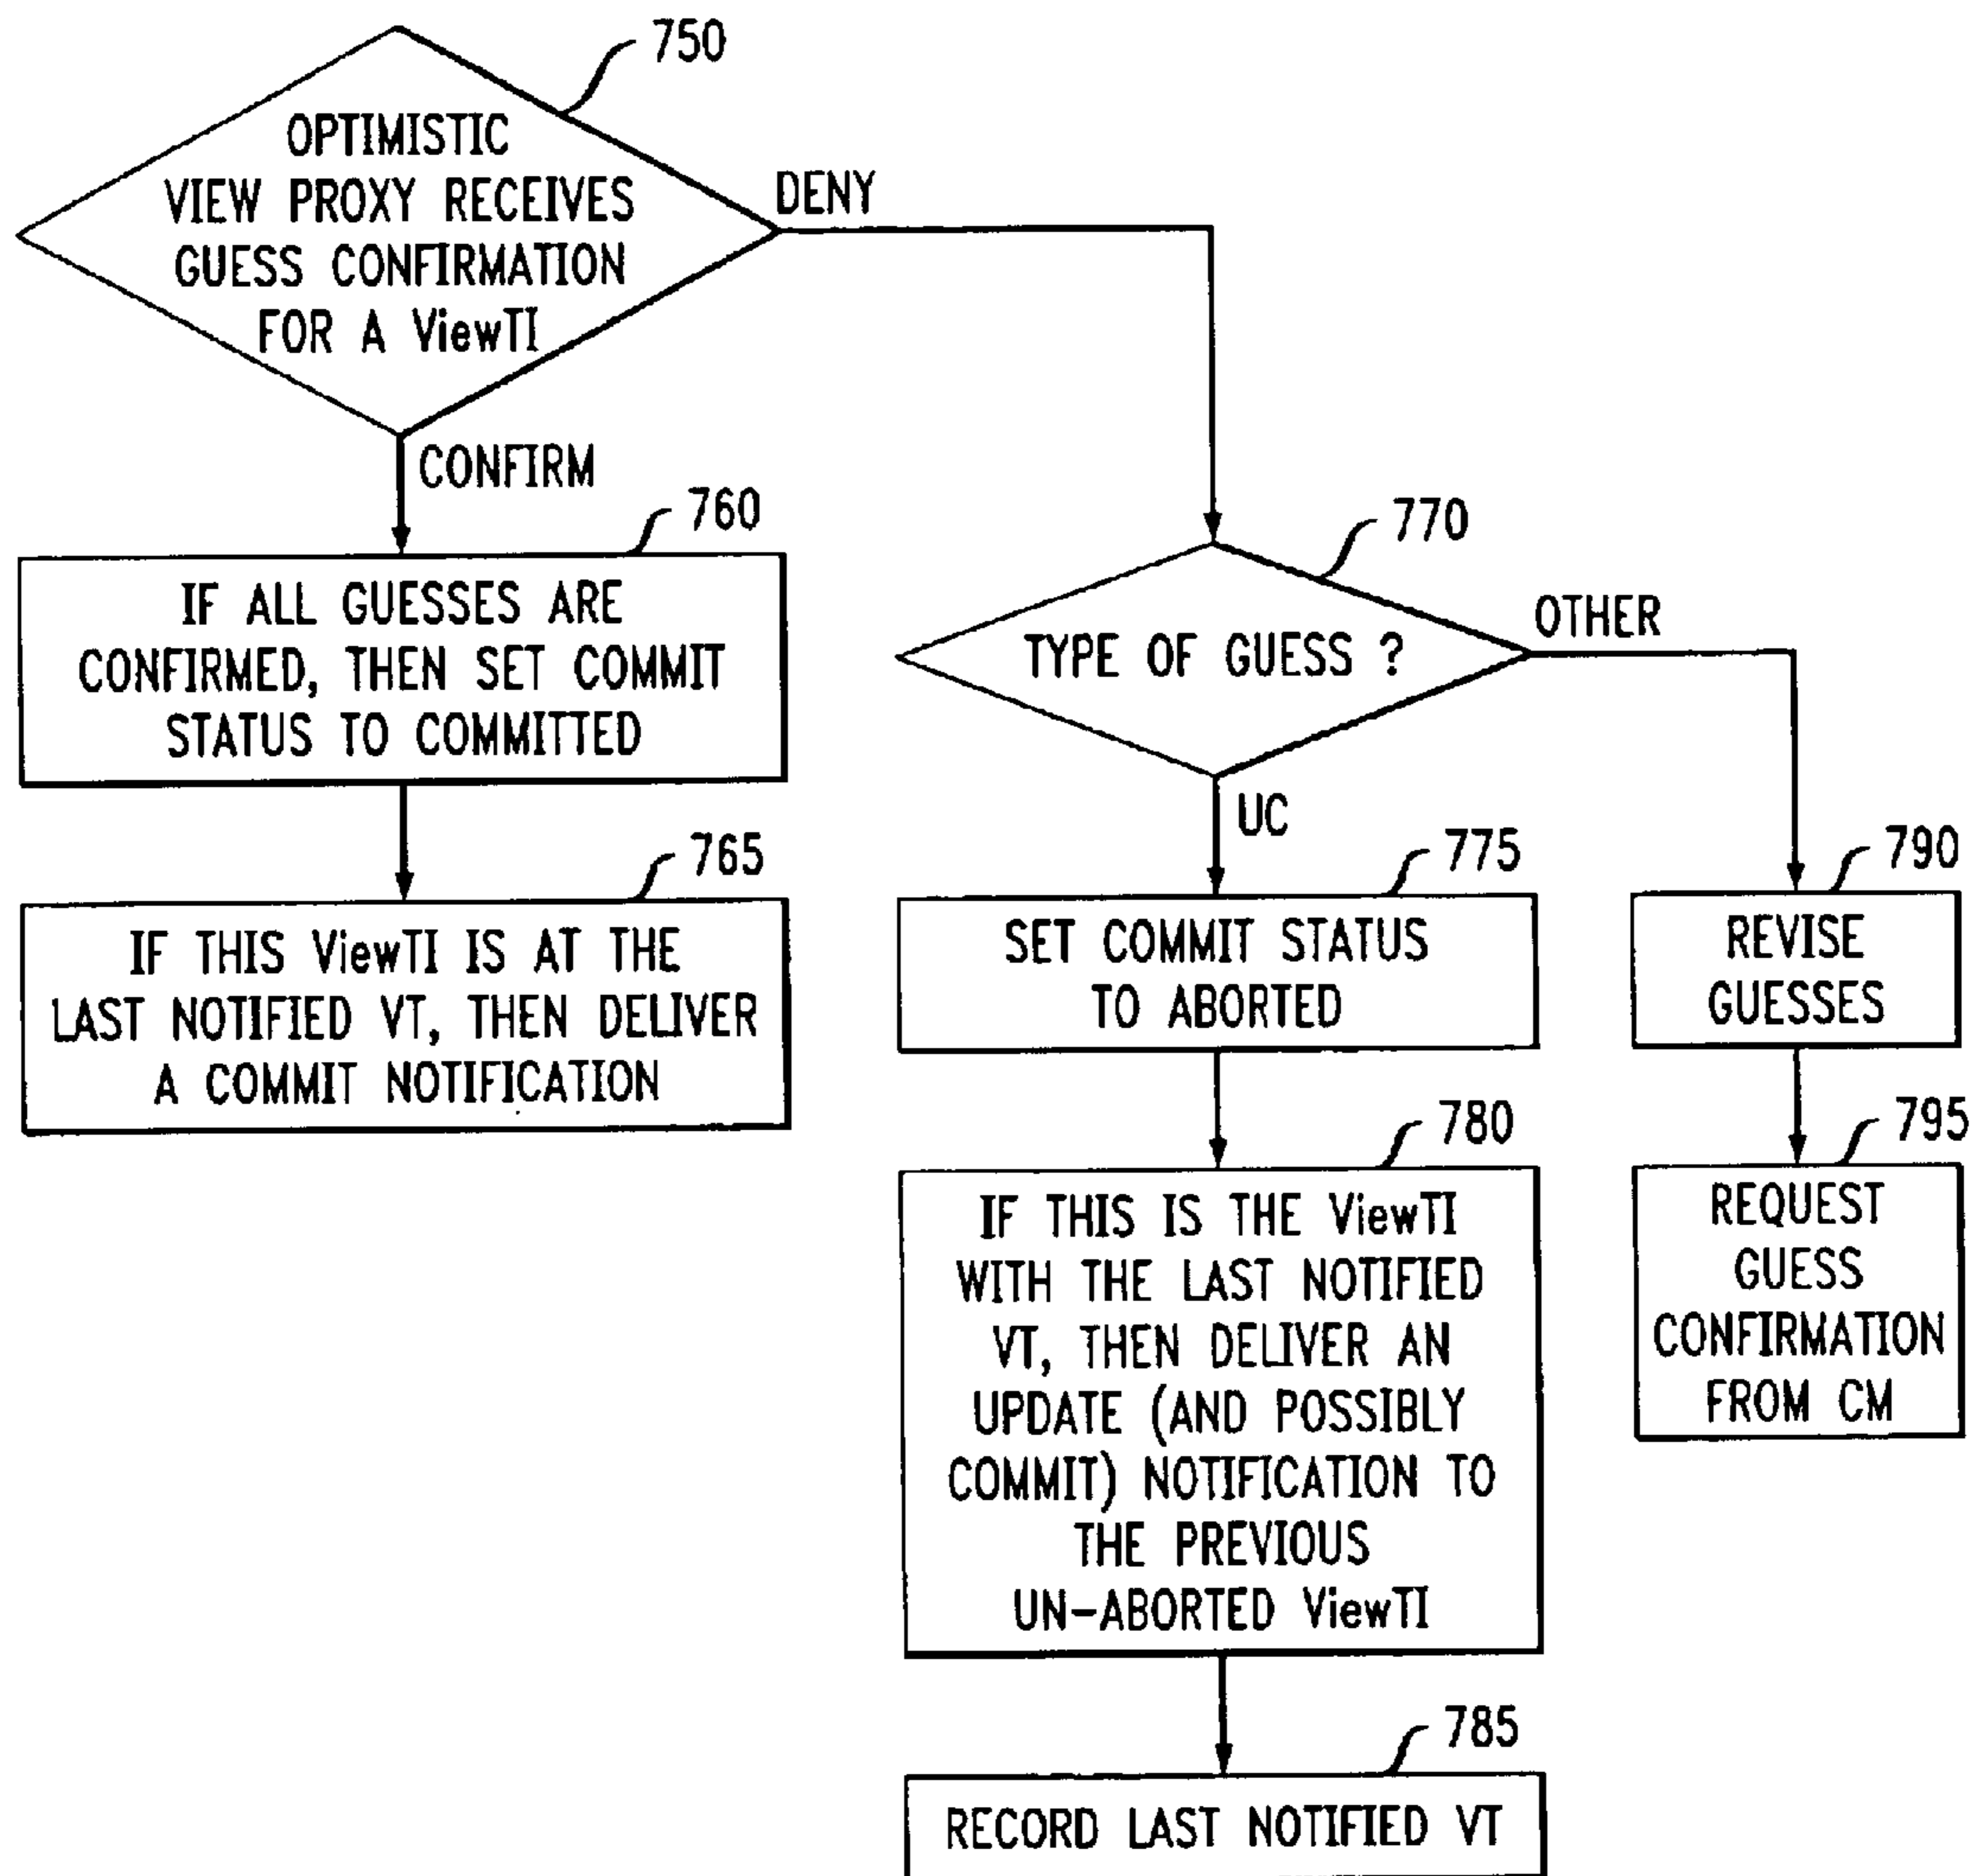 750
OPTIMISTIC
VIEW PROXY RECEIVES
GUESS CONFIRMATION
FOR A ViewTI
DENY
CONFIRM
760
IF ALL GUESSES ARE
CONFIRMED, THEN SET COMMIT
STATUS TO COMMITTED
765
IF THIS ViewTI IS AT THE
LAST NOTIFIED VT, THEN DELIVER
A COMMIT NOTIFICATION
770
TYPE OF GUESS ?
OTHER
UC
775
SET COMMIT STATUS
TO ABORTED
780
IF THIS IS THE ViewTI
WITH THE LAST NOTIFIED
VT, THEN DELIVER AN
UPDATE (AND POSSIBLY
COMMIT) NOTIFICATION TO
THE PREVIOUS
UN-ABORTED ViewTI
785
RECORD LAST NOTIFIED VT
790
REVISE
GUESSES
795
REQUEST
GUESS
CONFIRMATION
FROM CM